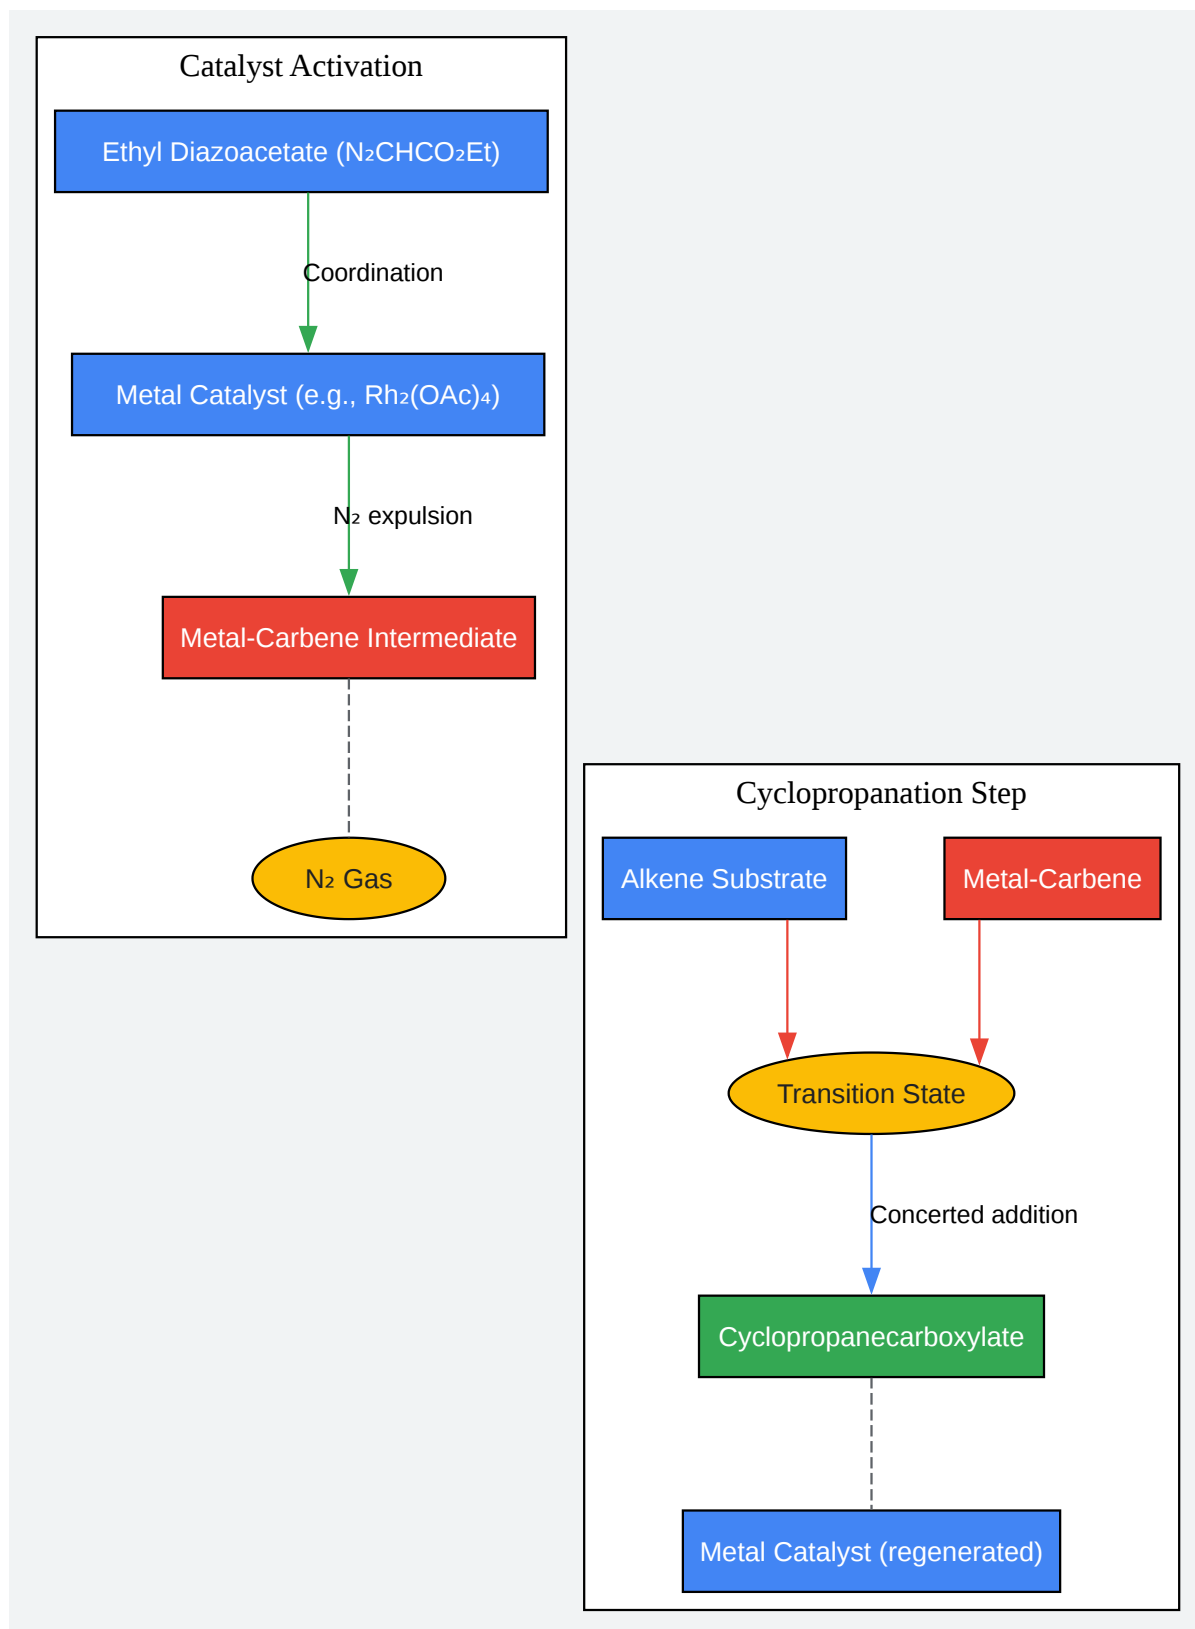 Catalyst Activation
Ethyl Diazoacetate (N₂CHCO₂Et)
Coordination
Metal Catalyst (e.g., Rh₂(OAc)₄)
N₂ expulsion
Metal-Carbene Intermediate
N₂ Gas
Cyclopropanation Step
Alkene Substrate
Metal-Carbene
Transition State
Concerted addition
Cyclopropanecarboxylate
Metal Catalyst (regenerated)